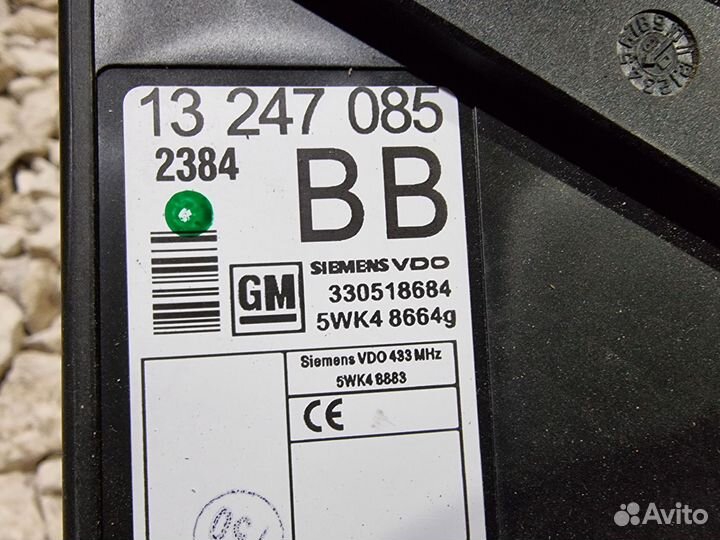 13 247 085
2384
BB
GM
SIEMENS VDO
330518684
5WK4 8664g
Siemens VDO 433 MHz
5WK4 8883
CE
Avito